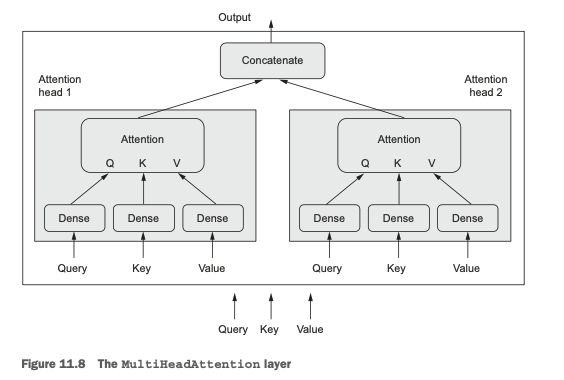 Output
Concatenate
Attention
head 1
Attention
head 2
Attention
Q K V
Attention
Q K V
Dense Dense Dense
Dense Dense Dense
Query Key Value
Query Key Value
Query Key Value
Figure 11.8 The MultiHeadAttention layer